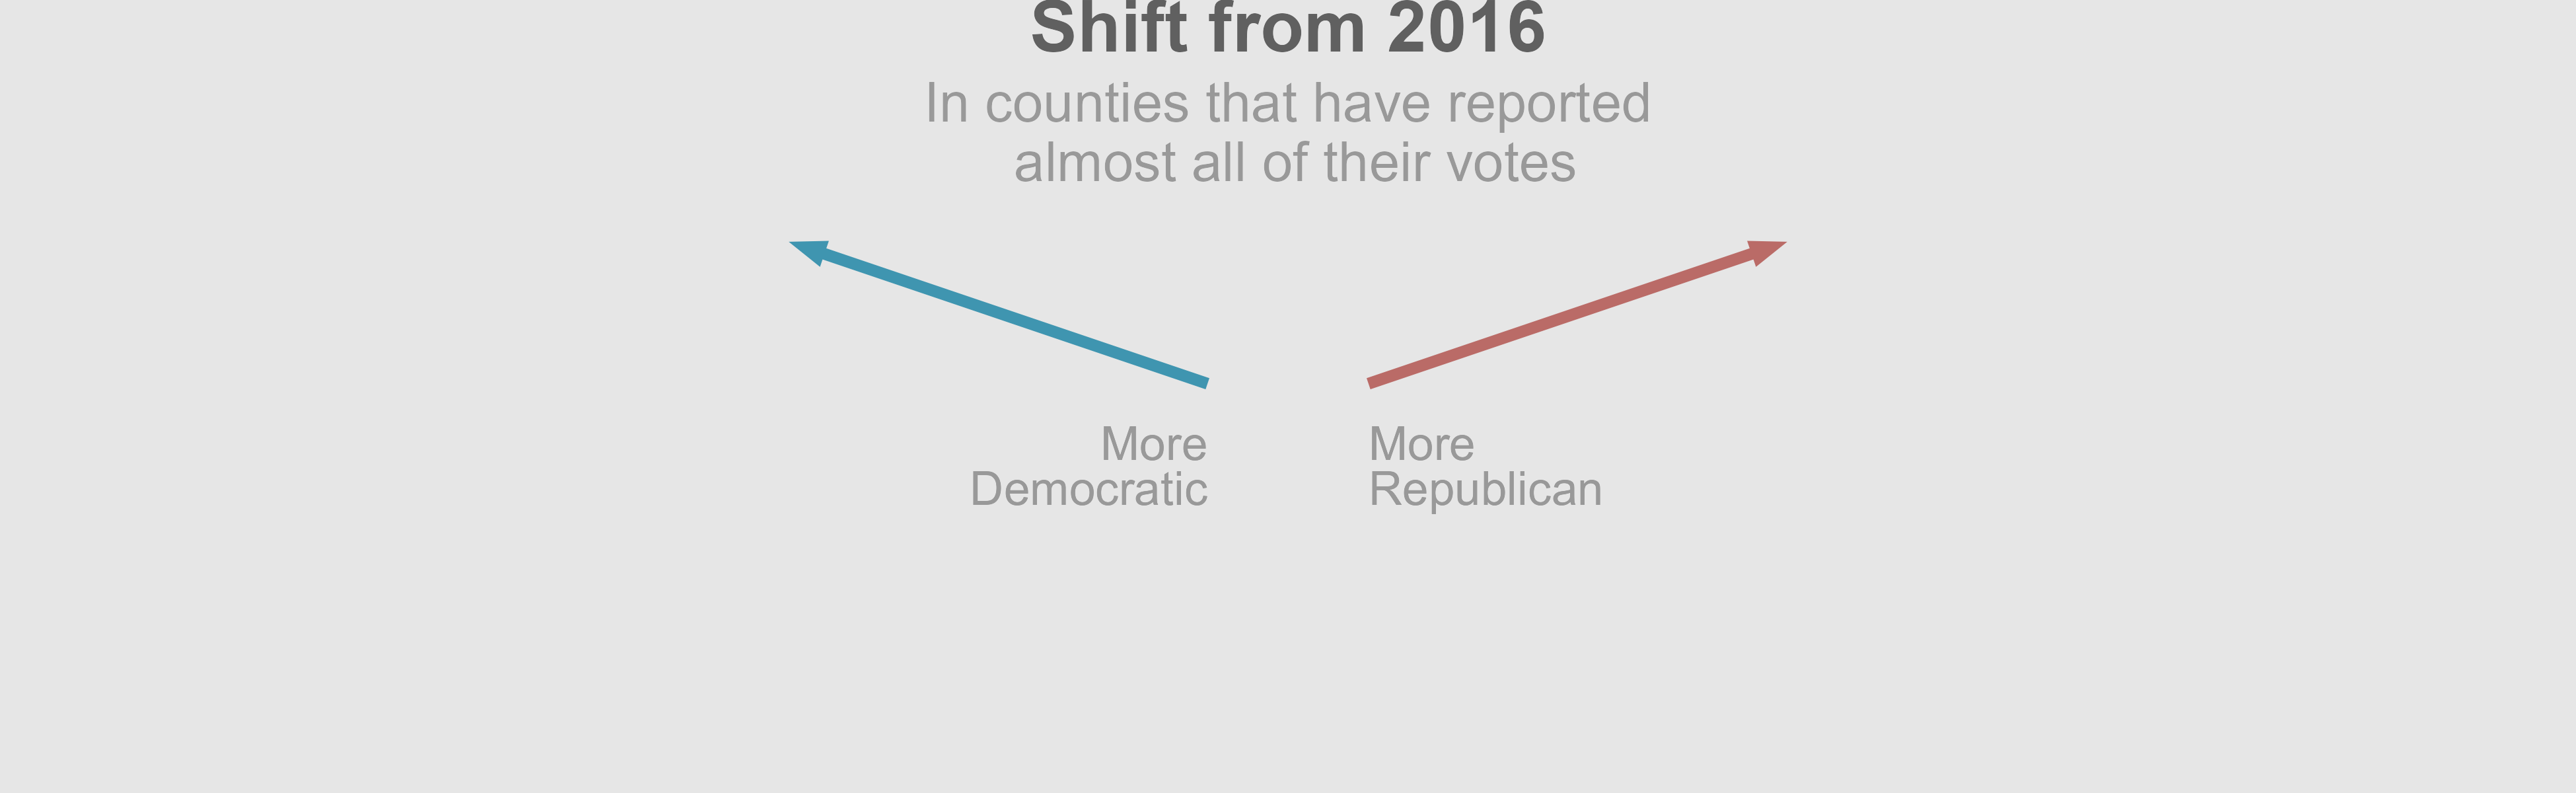 Shift from 2016
In counties that have reported
almost all of their votes
More
Democratic
More
Republican